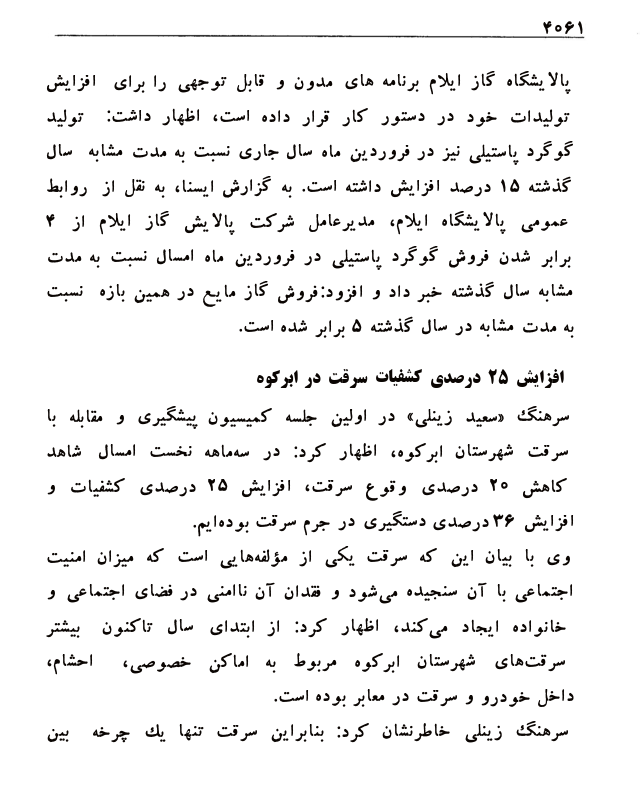 ۴۰۶۱
پالایشگاه گاز ایلام برنامه های مدون و قابل توجهی را برای افزایش
تولیدات خود در دستور کار قرار داده است، اظهار داشت: تولید
گوگرد پاستیلی نیز در فروردین ماه سال جاری نسبت به مدت مشابه سال
گذشته ۱۵ درصد افزایش داشته است. به گزارش ایسنا، به نقل از روابط
عمومی پالایشگاه ایلام، مدیرعامل شرکت پالایش گاز ایلام از ۴
برابر شدن فروش گوگرد پاستیلی در فروردین ماه امسال نسبت به مدت
مشابه سال گذشته خبر داد و افزود:فروش گاز مایع در همین بازه نسبت
به مدت مشابه در سال گذشته ۵ برابر شده است.
افزایش ۲۵ درصدی کشفیات سرقت در ابرکوه
سرهنگ «سعید زینلی» در اولین جلسه کمیسیون پیشگیری و مقابله با
سرقت شهرستان ابرکوه، اظهار کرد: در سه‌ماهه نخست امسال شاهد
کاهش ۲۰ درصدی وقوع سرقت، افزایش ۲۵ درصدی کشفیات و
افزایش ۳۶ درصدی دستگیری در جرم سرقت بوده‌ایم.
وی با بیان این که سرقت یکی از مؤلفه‌هایی است که میزان امنیت
اجتماعی با آن سنجیده می‌شود و فقدان آن ناامنی در فضای اجتماعی و
خانواده ایجاد می‌کند، اظهار کرد: از ابتدای سال تاکنون بیشتر
سرقت‌های شهرستان ابرکوه مربوط به اماکن خصوصی، احشام،
داخل خودرو و سرقت در معابر بوده است.
سرهنگ زینلی خاطرنشان کرد: بنابراین سرقت تنها یك چرخه بین